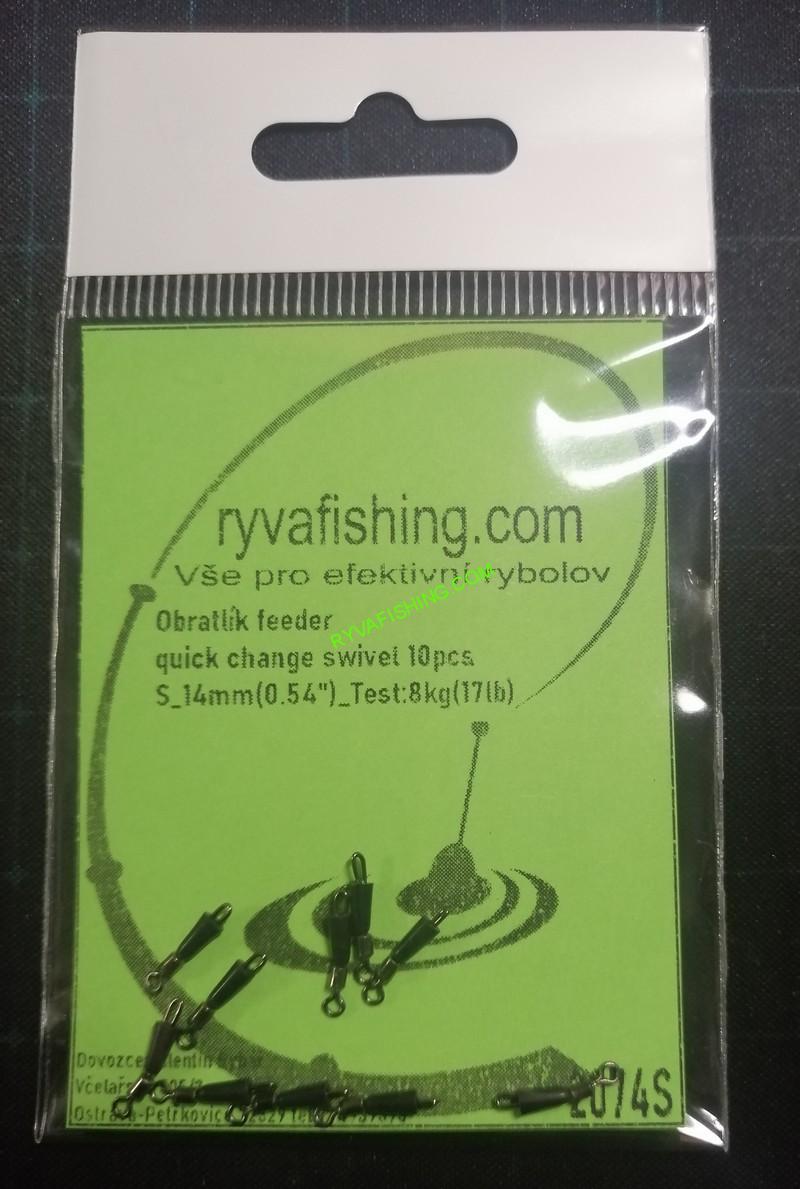 ryvafishing.com
Vše pro efektivní rybolov
RYVAFISHING.COM
Obratlík feeder
quick change swivel 10pcs
S_14mm(0.54")_Test:8kg(17lb)
Dovozce
2074S